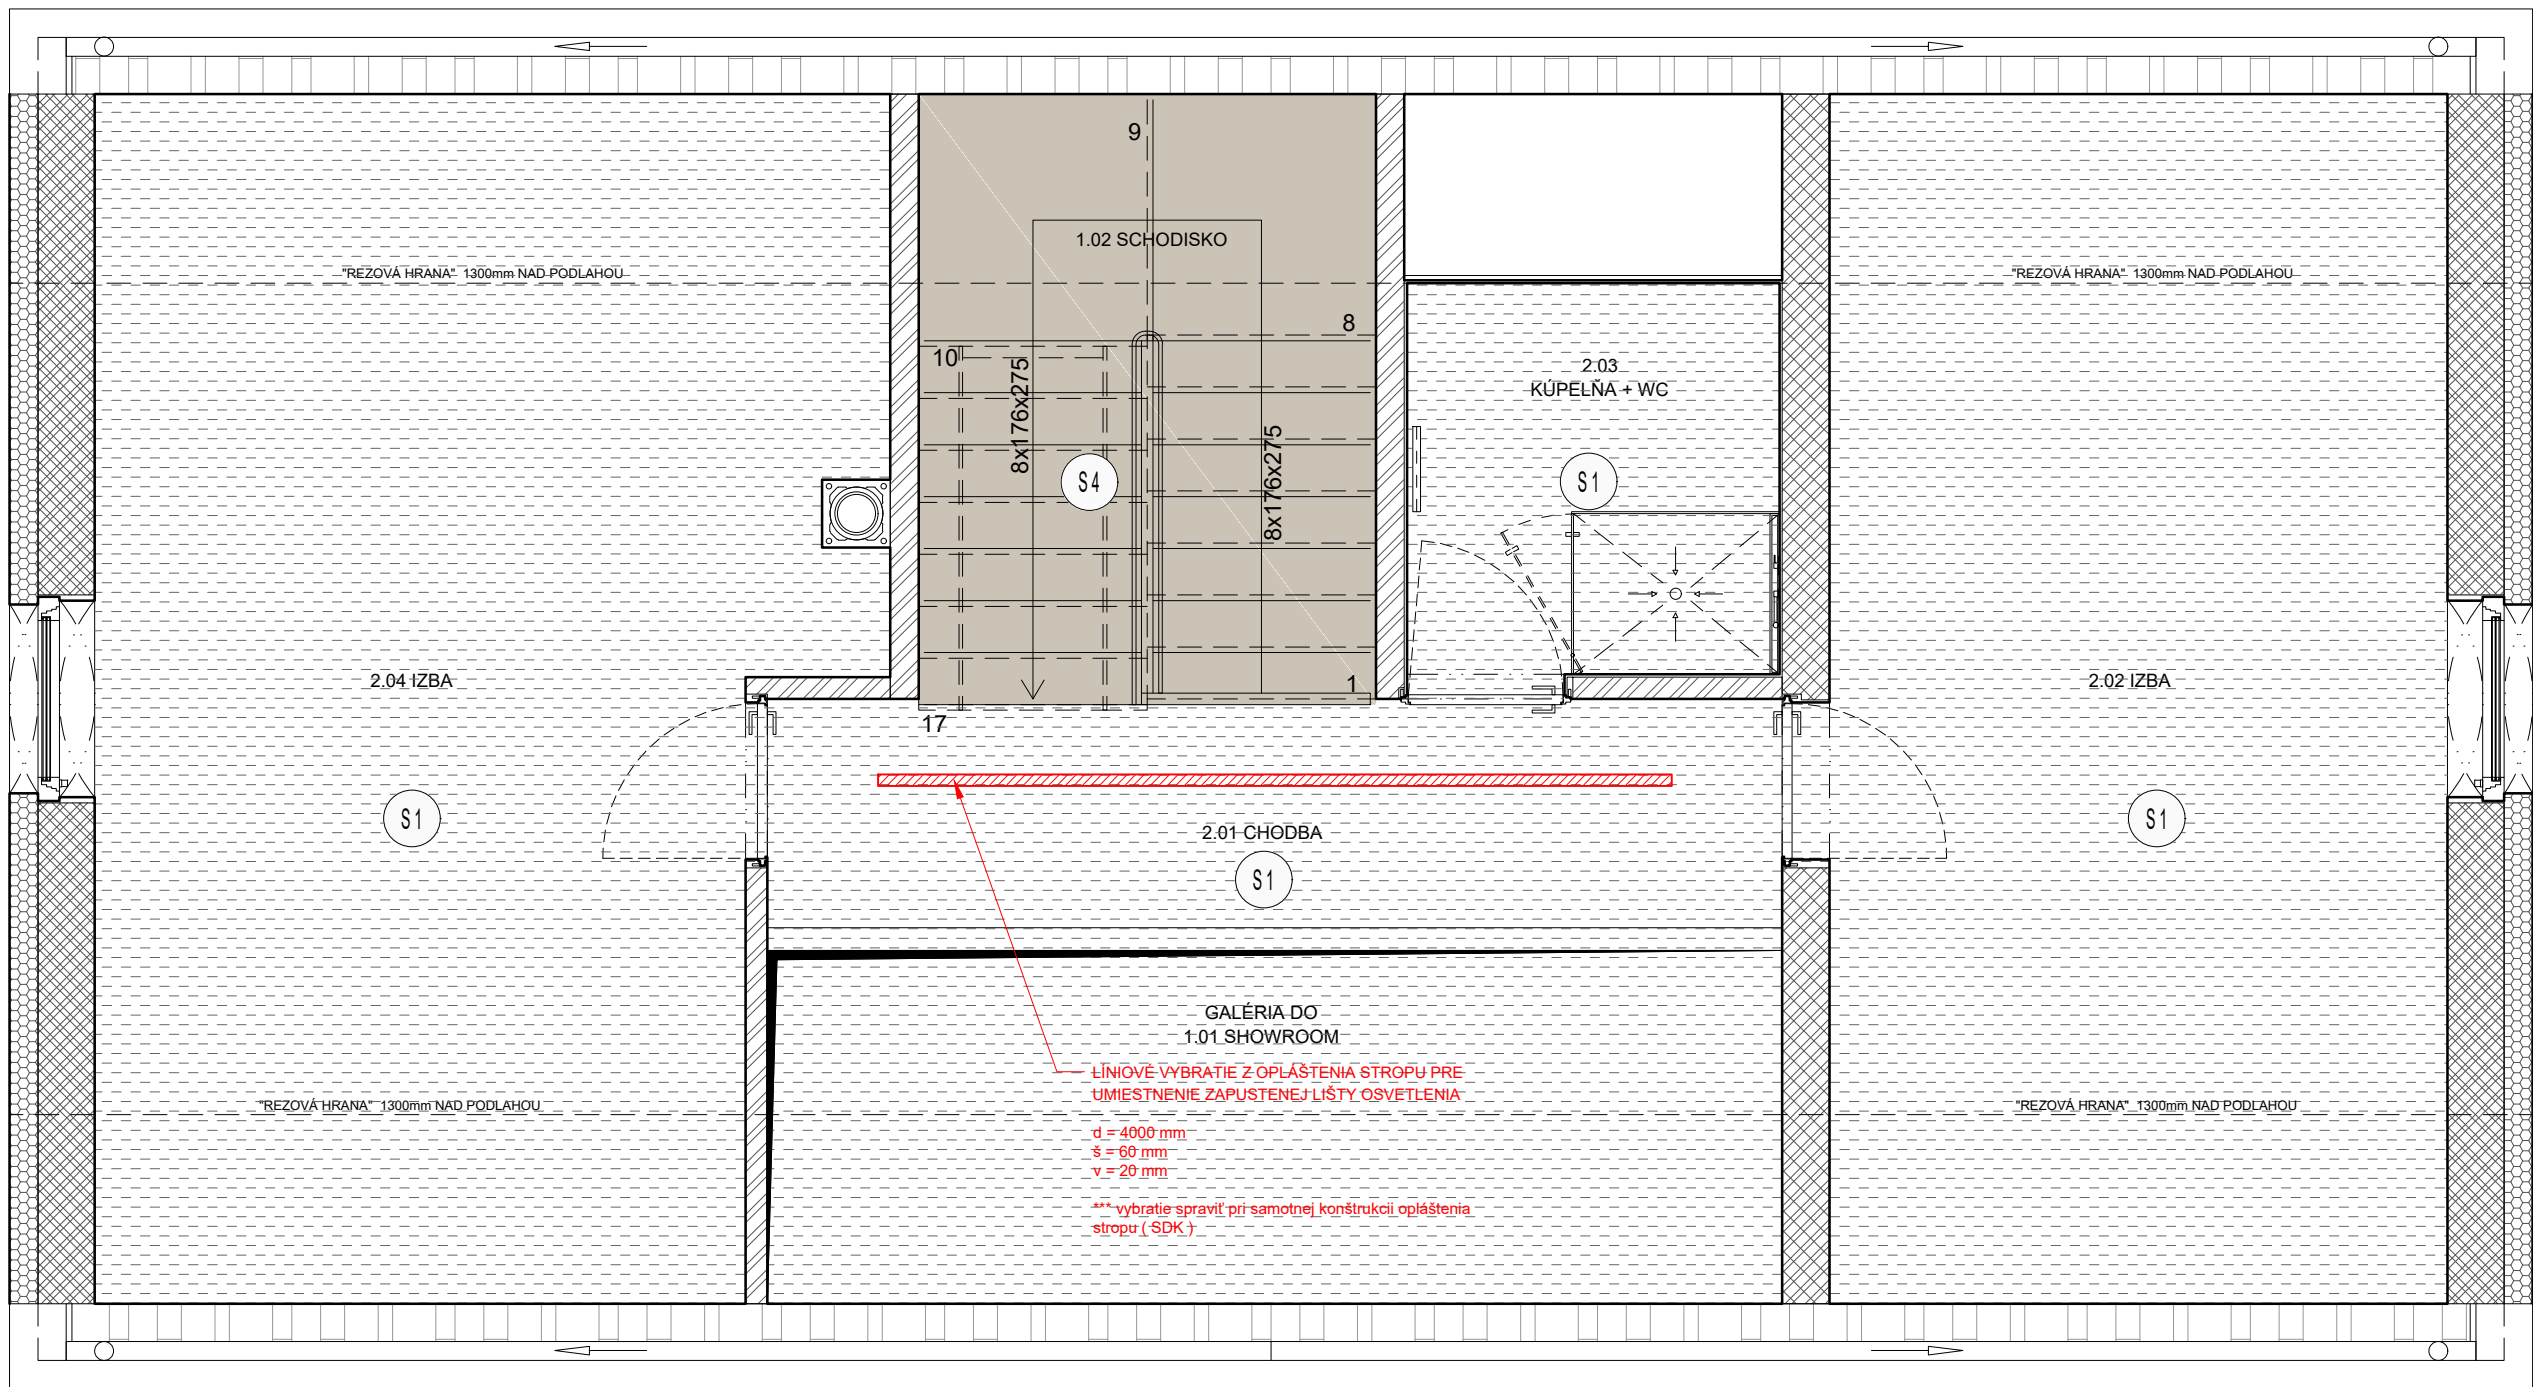 9
1.02 SCHODISKO
"REZOVÁ HRANA" 1300mm NAD PODLAHOU
"REZOVÁ HRANA" 1300mm NAD PODLAHOU
8
10
8x176x275
8x176x275
S4
2.03
KÚPELŇA + WC
S1
2.04 IZBA
2.02 IZBA
1
17
S1
S1
2.01 CHODBA
S1
GALÉRIA DO
1.01 SHOWROOM
LÍNIOVÉ VYBRATIE Z OPLÁŠTENIA STROPU PRE
UMIESTNENIE ZAPUSTENEJ LIŠTY OSVETLENIA
"REZOVÁ HRANA" 1300mm NAD PODLAHOU
"REZOVÁ HRANA" 1300mm NAD PODLAHOU
d = 4000 mm
š = 60 mm
v = 20 mm
*** vybratie spraviť pri samotnej konštrukcii opláštenia
stropu ( SDK )